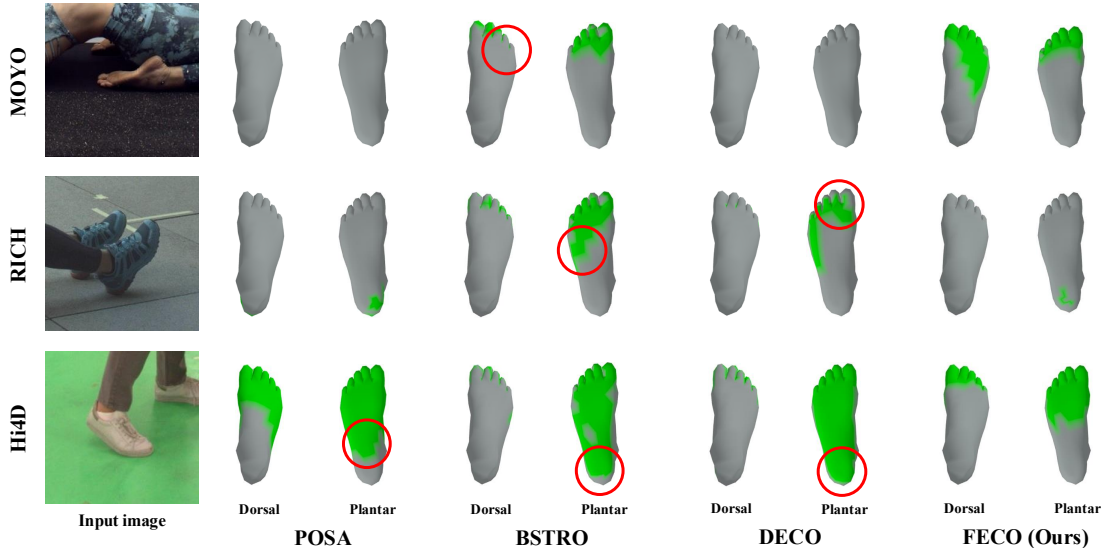 MOYO
RICH
Hi4D
Input image
Dorsal Plantar Dorsal Plantar Dorsal Plantar Dorsal Plantar
POSA BSTRO DECO FECO (Ours)